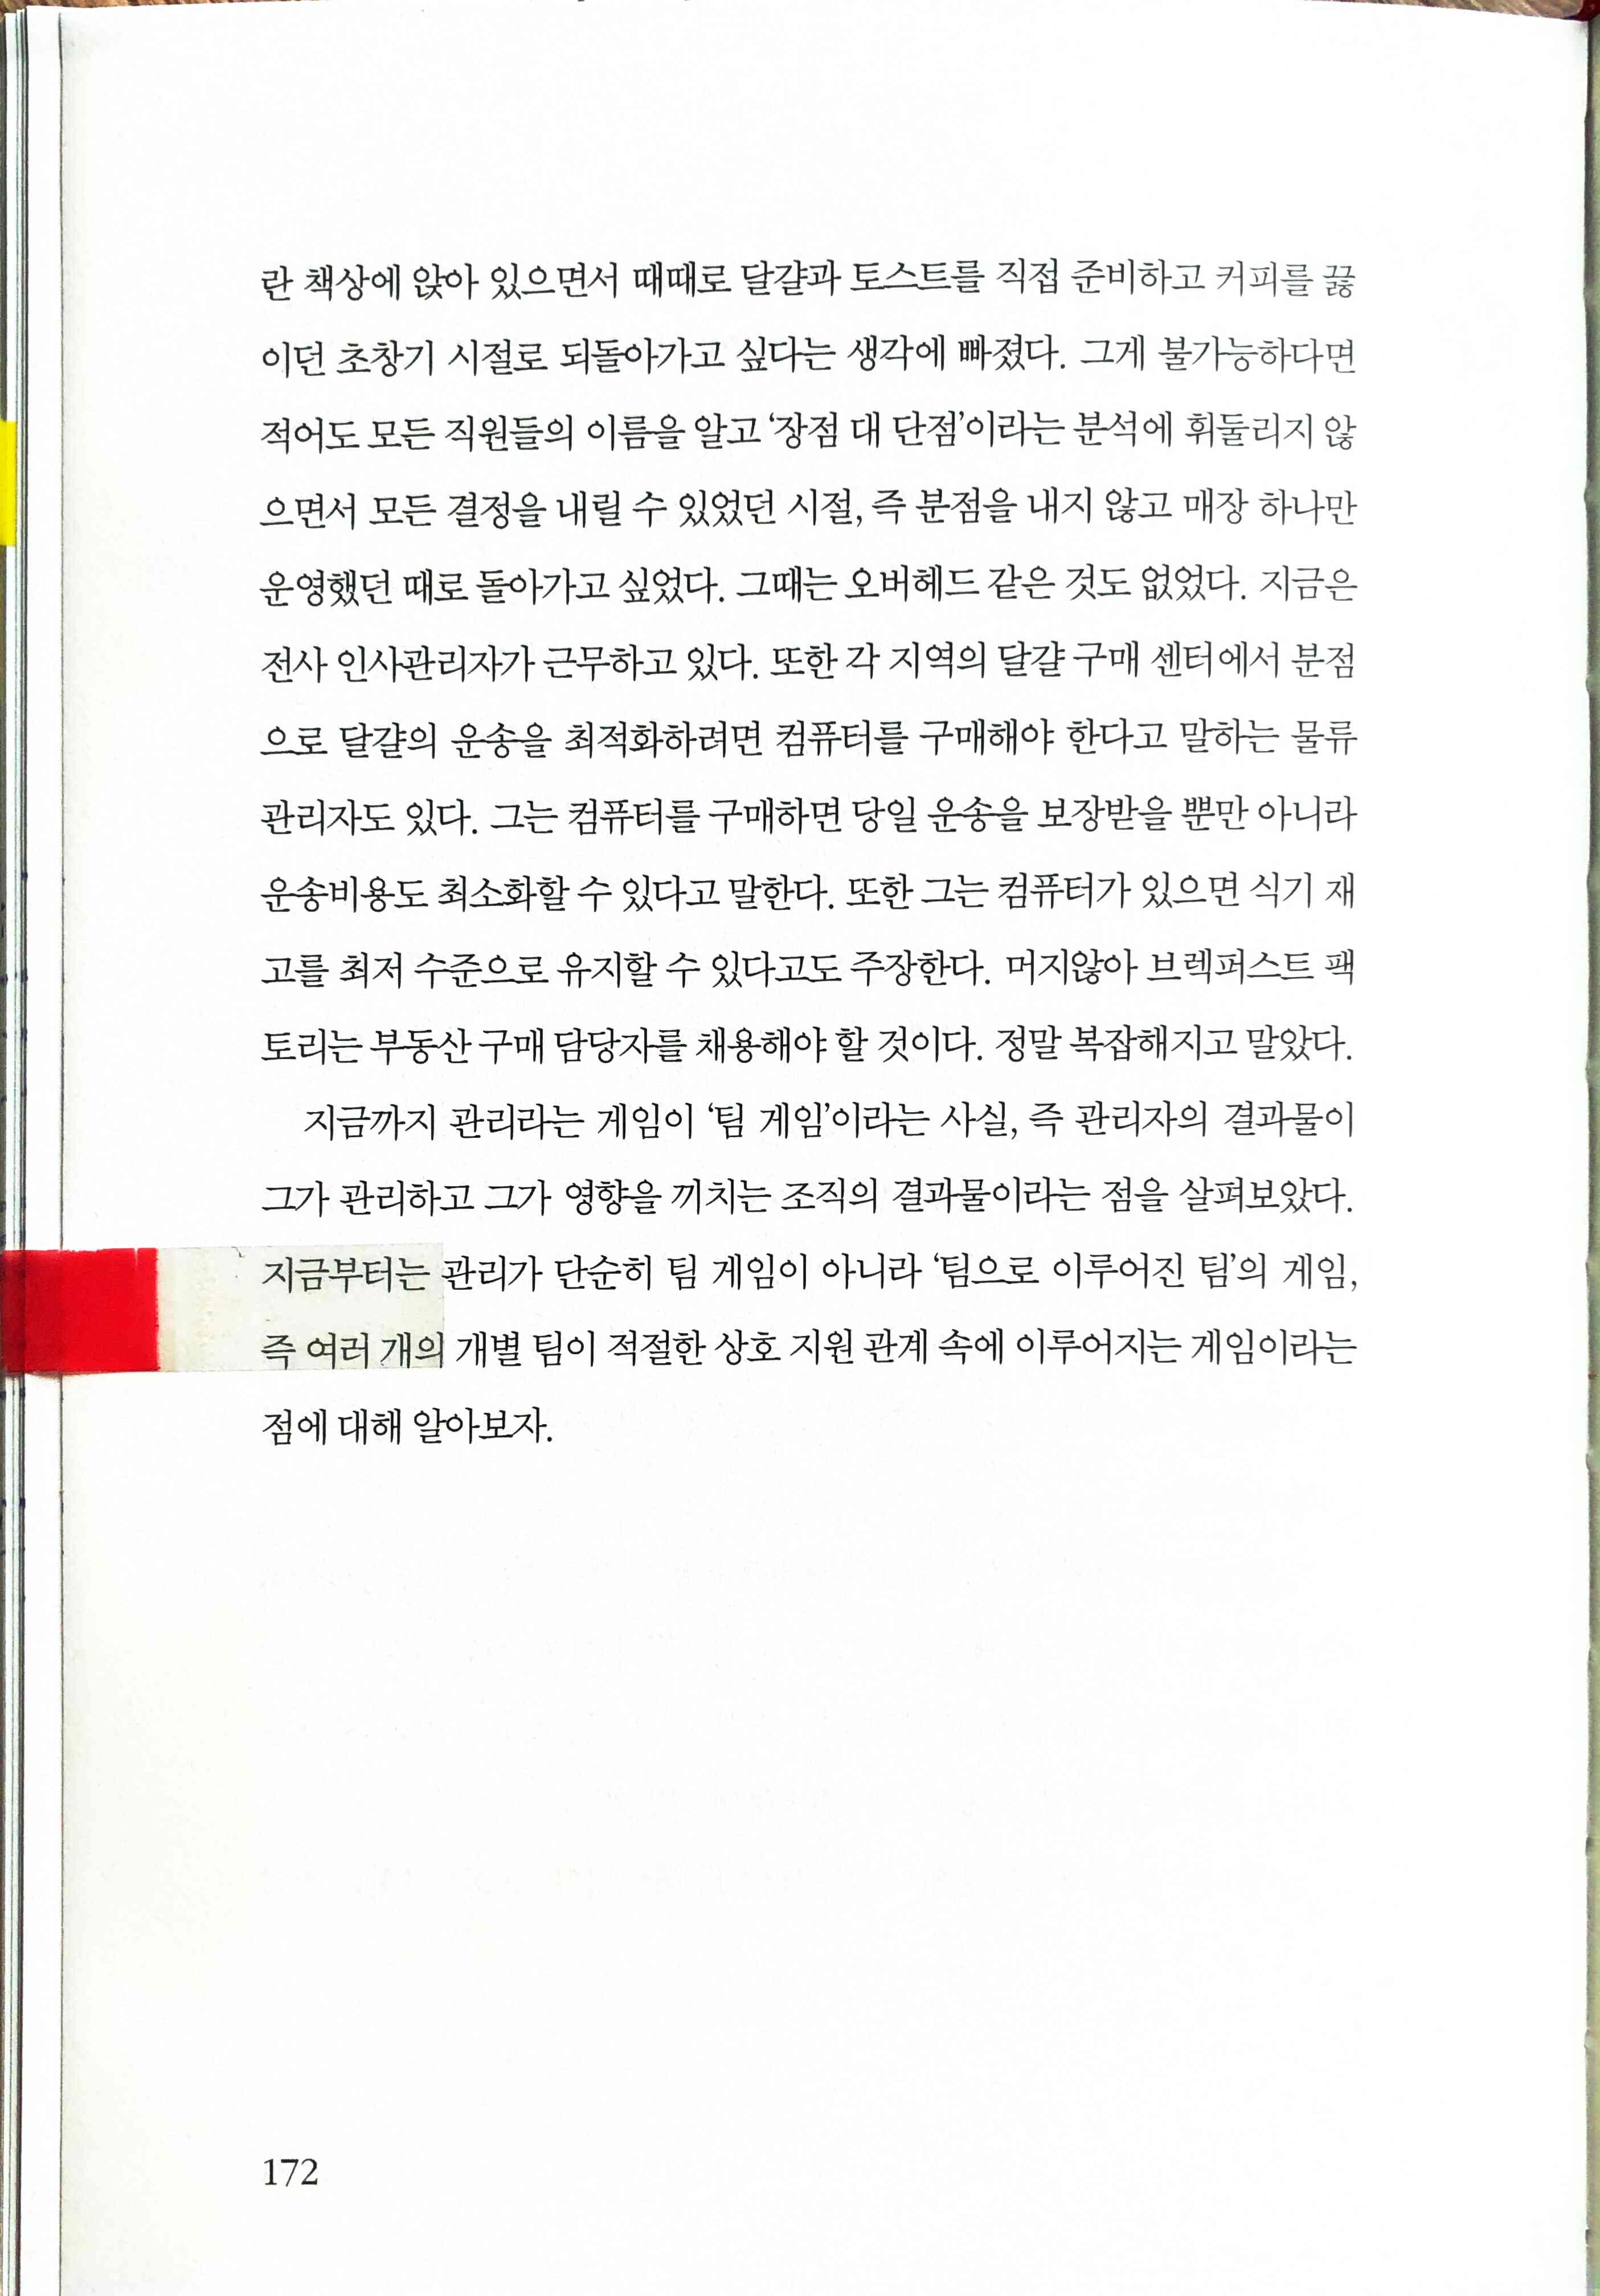 란 책상에 앉아 있으면서 때때로 달걀과 토스트를 직접 준비하고 커피를 끓
이던 초창기 시절로 되돌아가고 싶다는 생각에 빠졌다. 그게 불가능하다면
적어도 모든 직원들의 이름을 알고 ‘장점 대 단점’이라는 분석에 휘둘리지 않
으면서 모든 결정을 내릴 수 있었던 시절, 즉 분점을 내지 않고 매장 하나만
운영했던 때로 돌아가고 싶었다. 그때는 오버헤드 같은 것도 없었다. 지금은
전사 인사관리자가 근무하고 있다. 또한 각 지역의 달걀 구매 센터에서 분점
으로 달걀의 운송을 최적화하려면 컴퓨터를 구매해야 한다고 말하는 물류
관리자도 있다. 그는 컴퓨터를 구매하면 당일 운송을 보장받을 뿐만 아니라
운송비용도 최소화할 수 있다고 말한다. 또한 그는 컴퓨터가 있으면 식기 재
고를 최저 수준으로 유지할 수 있다고도 주장한다. 머지않아 브렉퍼스트 팩
토리는 부동산 구매 담당자를 채용해야 할 것이다. 정말 복잡해지고 말았다.
지금까지 관리라는 게임이 ‘팀 게임’이라는 사실, 즉 관리자의 결과물이
그가 관리하고 그가 영향을 끼치는 조직의 결과물이라는 점을 살펴보았다.
지금부터는 관리가 단순히 팀 게임이 아니라 ‘팀으로 이루어진 팀’의 게임,
즉 여러 개의 개별 팀이 적절한 상호 지원 관계 속에 이루어지는 게임이라는
점에 대해 알아보자.
172